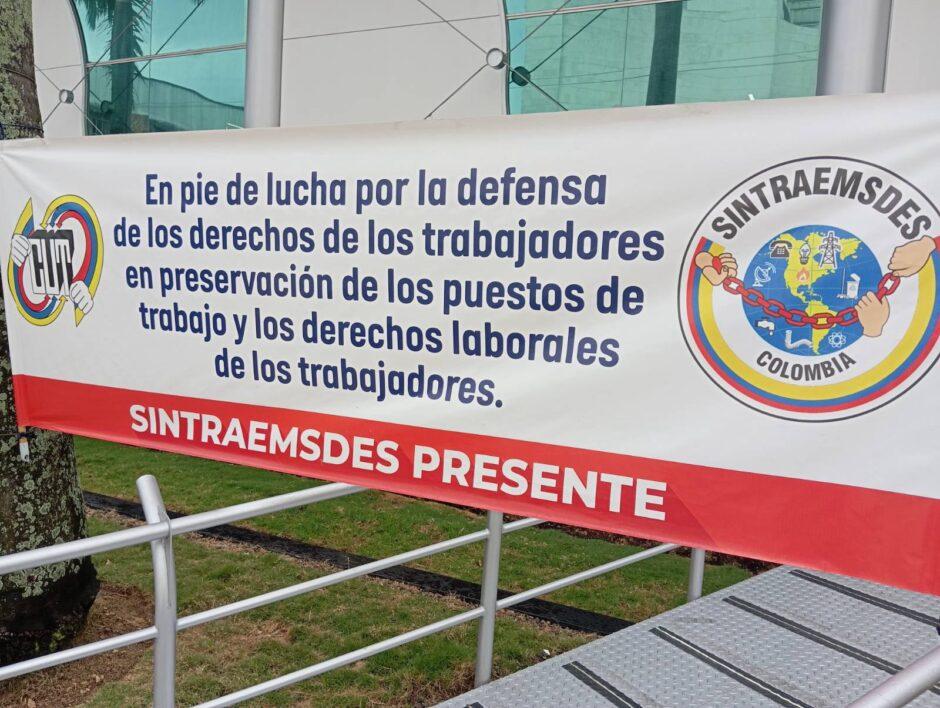 En pie de lucha por la defensa
de los derechos de los trabajadores
en preservación de los puestos de
trabajo y los derechos laborales
de los trabajadores.
CUT
SINTRAEMSDES
COLOMBIA
SINTRAEMSDES PRESENTE